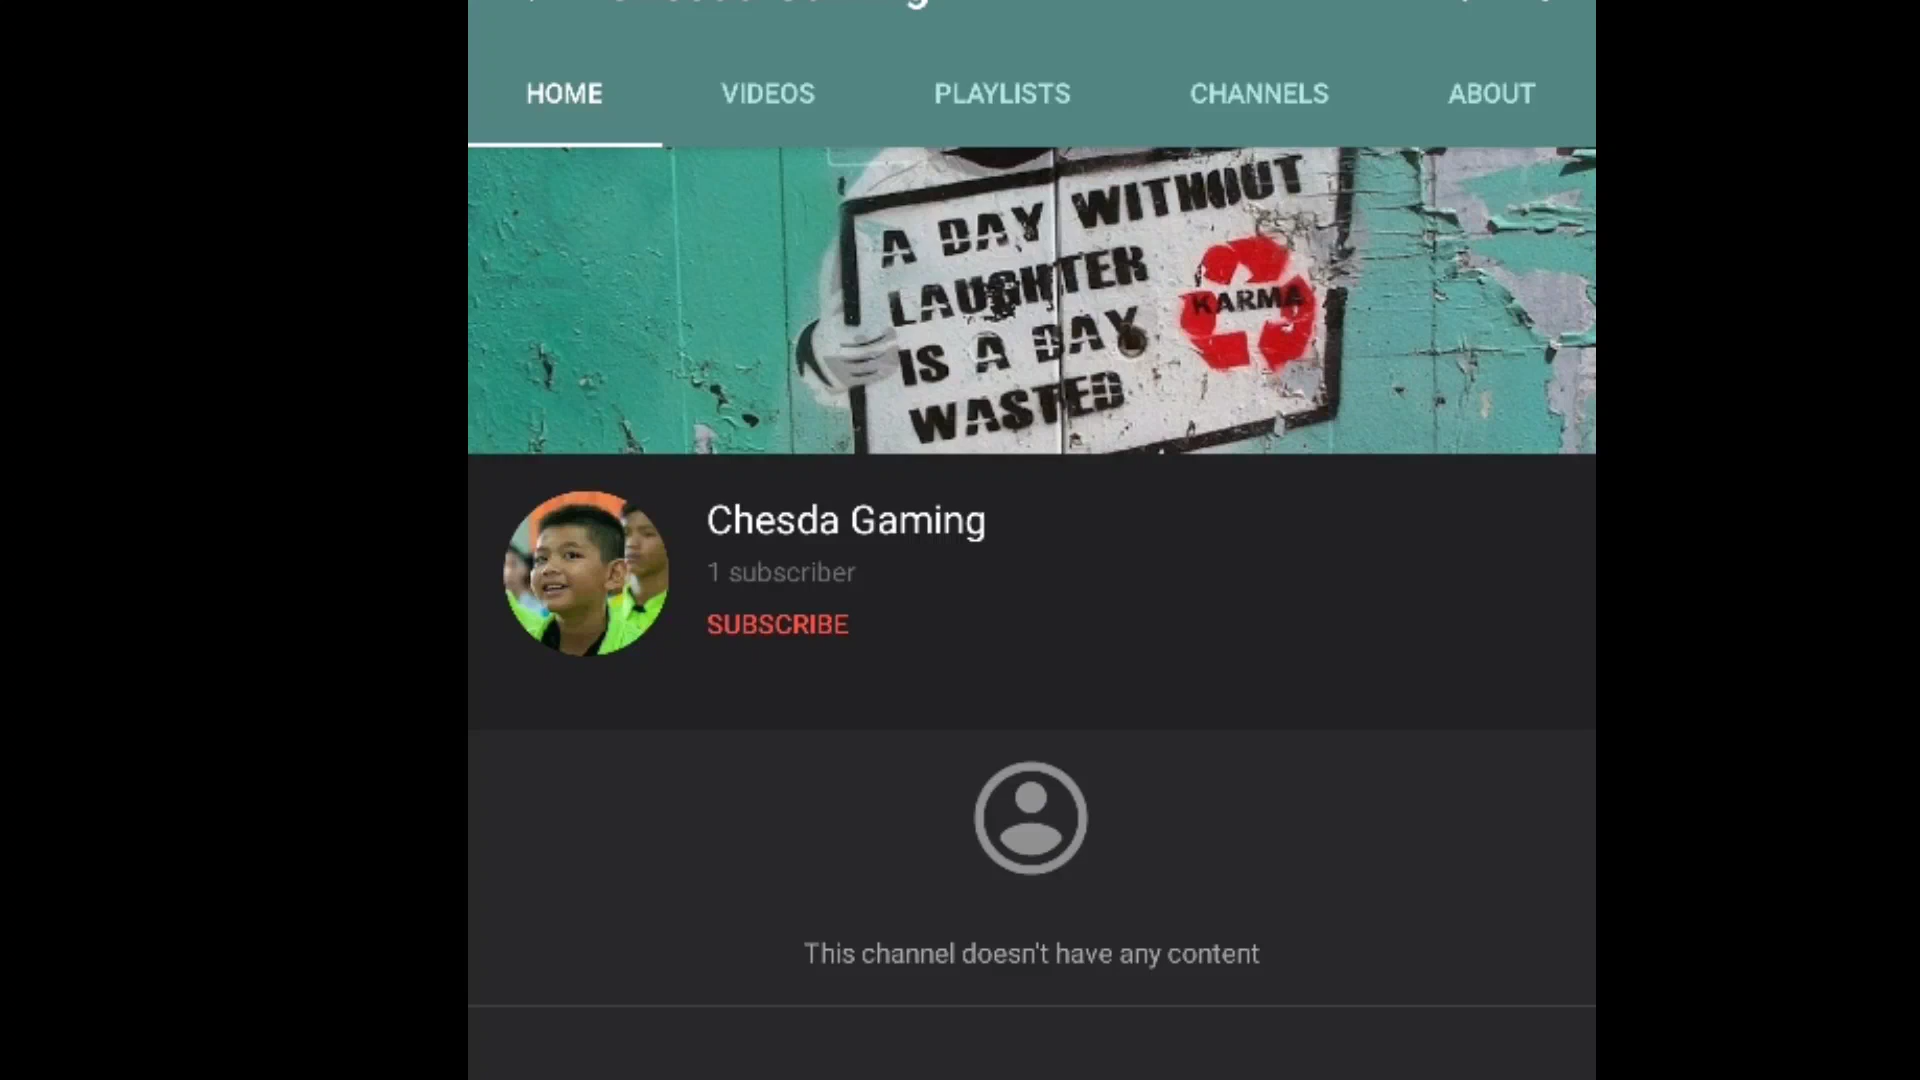 HOME VIDEOS PLAYLISTS CHANNELS ABOUT
A DAY WITHOUT
LAUGHTER
IS A DAY
WASTED
KARMA
Chesda Gaming
1 subscriber
SUBSCRIBE
This channel doesn't have any content